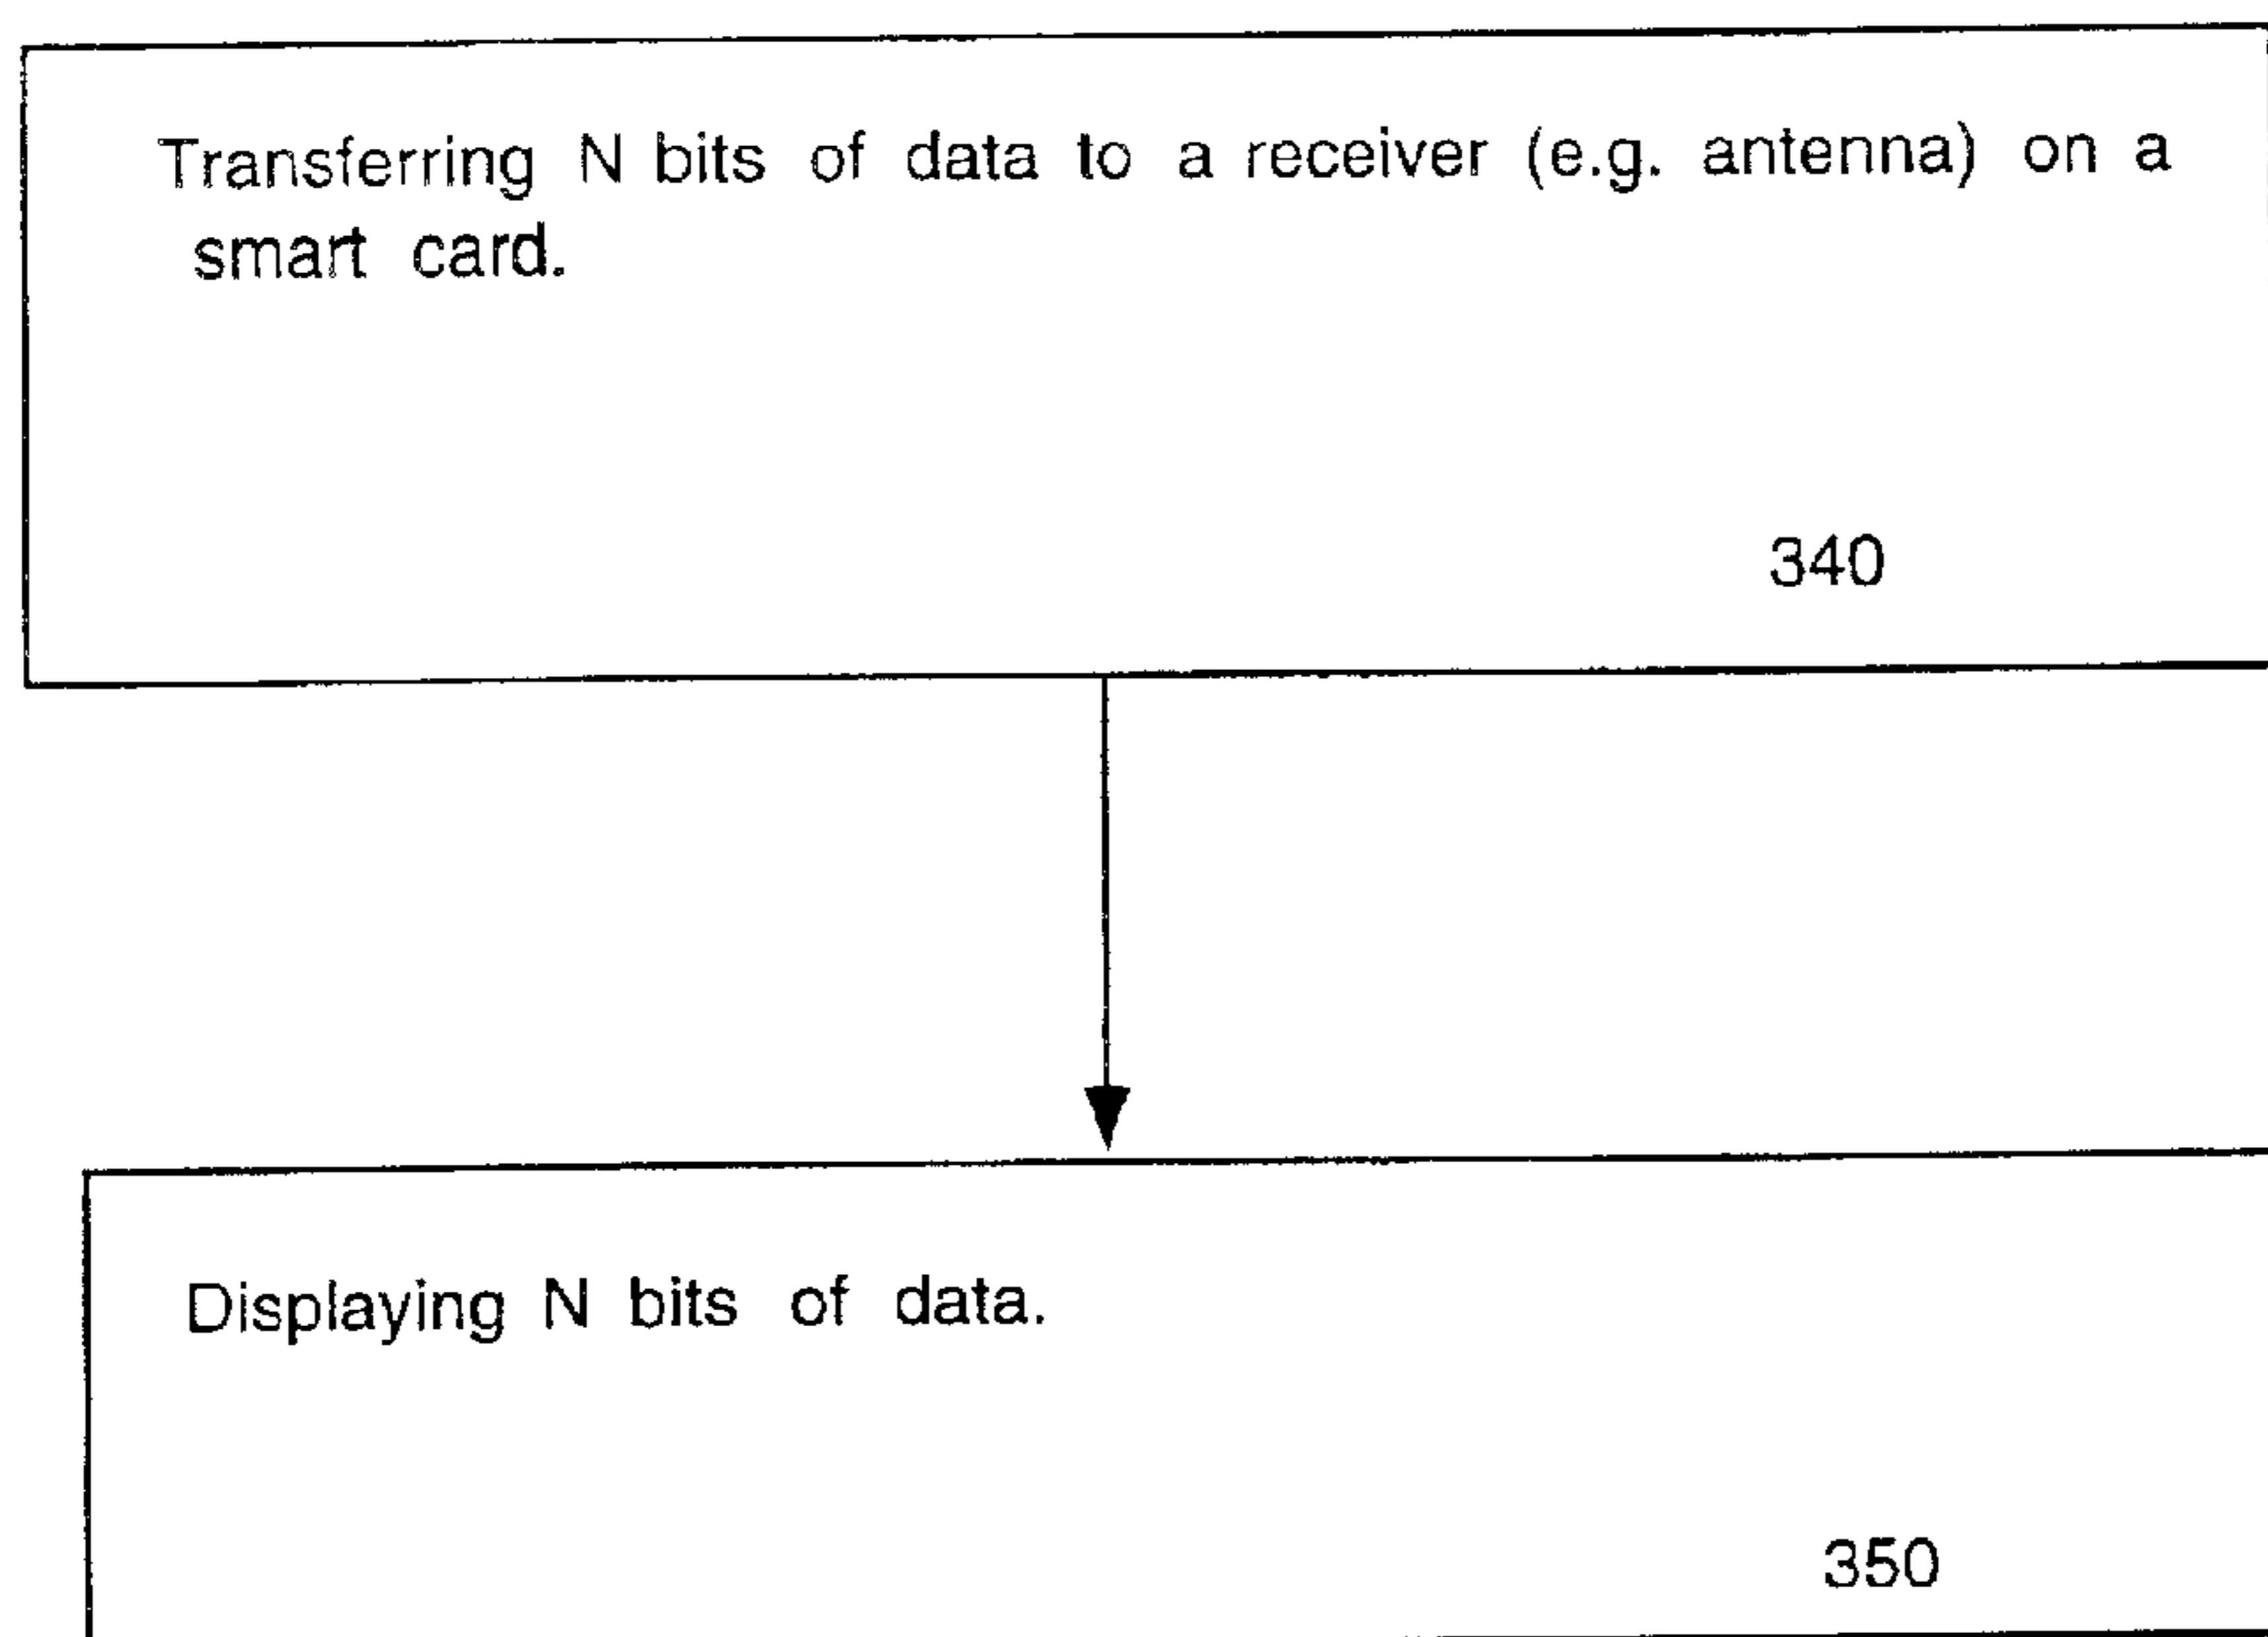 Transferring N bits of data to a receiver (e.g. antenna) on a
smart card.
340
Displaying N bits of data.
350